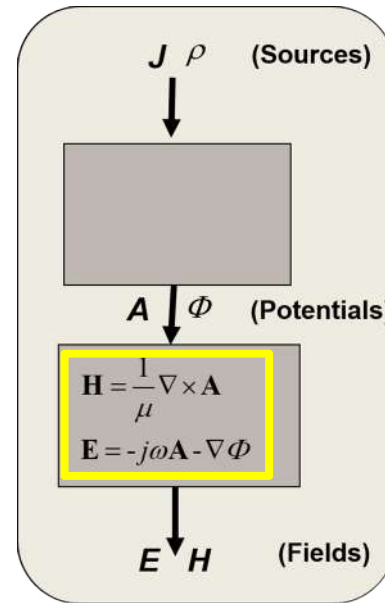 J ρ (Sources)
A Φ (Potentials)
H = 1/μ ∇ × A
E = -jωA - ∇Φ
E H (Fields)